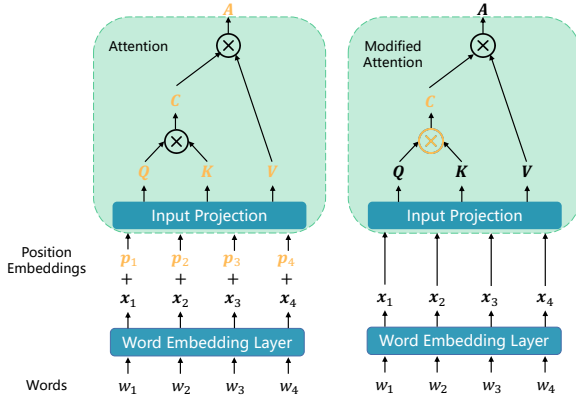 A A
Attention Modified
Attention
C C
Q K V Q K V
Input Projection Input Projection
Position
Embeddings
p1 p2 p3 p4
+ + + +
x1 x2 x3 x4 x1 x2 x3 x4
Word Embedding Layer Word Embedding Layer
Words w1 w2 w3 w4 w1 w2 w3 w4